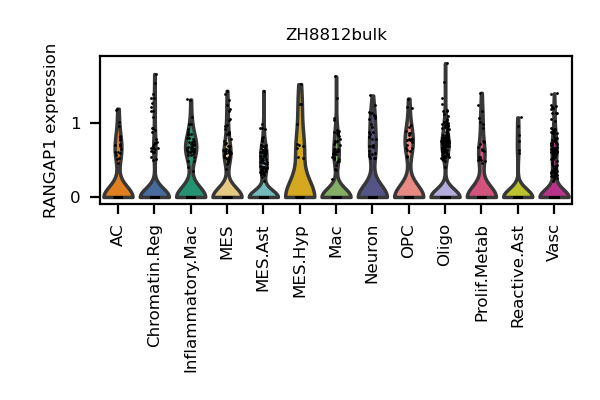 ZH8812bulk
RANGAP1 expression
1
0
AC
Chromatin.Reg
Inflammatory.Mac
MES
MES.Ast
MES.Hyp
Mac
Neuron
OPC
Oligo
Prolif.Metab
Reactive.Ast
Vasc